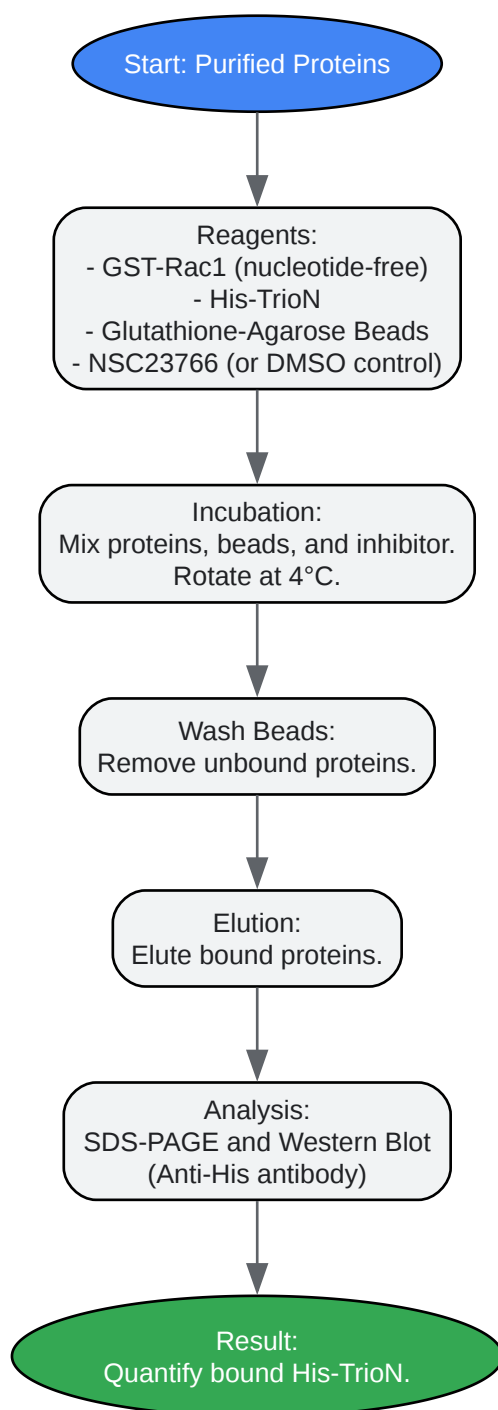 Start: Purified Proteins
Reagents:
- GST-Rac1 (nucleotide-free)
- His-TrioN
- Glutathione-Agarose Beads
- NSC23766 (or DMSO control)
Incubation:
Mix proteins, beads, and inhibitor.
Rotate at 4°C.
Wash Beads:
Remove unbound proteins.
Elution:
Elute bound proteins.
Analysis:
SDS-PAGE and Western Blot
(Anti-His antibody)
Result:
Quantify bound His-TrioN.